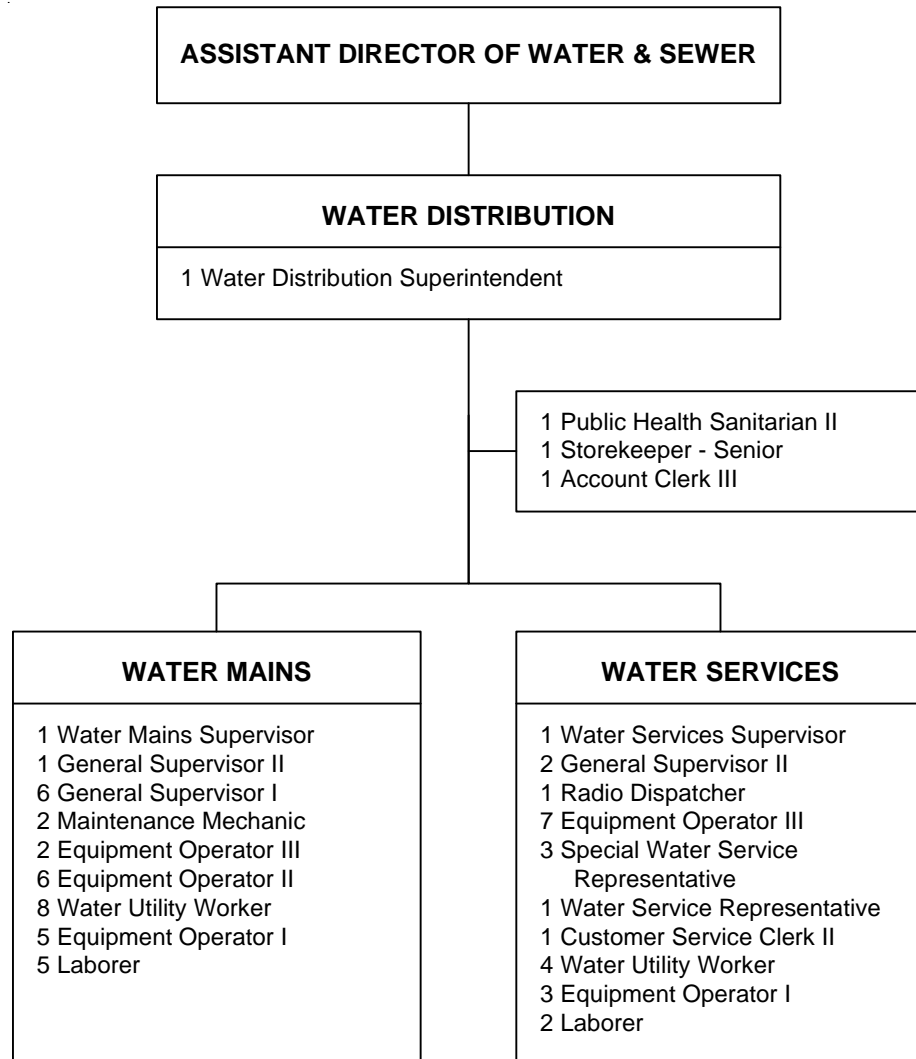 ASSISTANT DIRECTOR OF WATER & SEWER
WATER DISTRIBUTION
1 Water Distribution Superintendent
1 Public Health Sanitarian II
1 Storekeeper - Senior
1 Account Clerk III
WATER MAINS
1 Water Mains Supervisor
1 General Supervisor II
6 General Supervisor I
2 Maintenance Mechanic
2 Equipment Operator III
6 Equipment Operator II
8 Water Utility Worker
5 Equipment Operator I
5 Laborer
WATER SERVICES
1 Water Services Supervisor
2 General Supervisor II
1 Radio Dispatcher
7 Equipment Operator III
3 Special Water Service
Representative
1 Water Service Representative
1 Customer Service Clerk II
4 Water Utility Worker
3 Equipment Operator I
2 Laborer